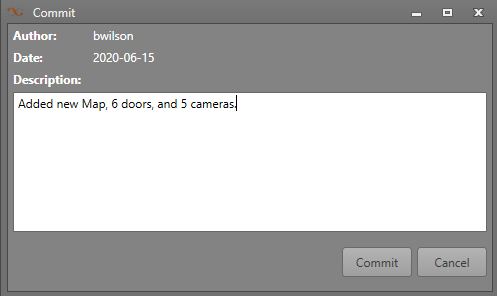 Commit
Author: bwilson
Date: 2020-06-15
Description:
Added new Map, 6 doors, and 5 cameras.
Commit Cancel